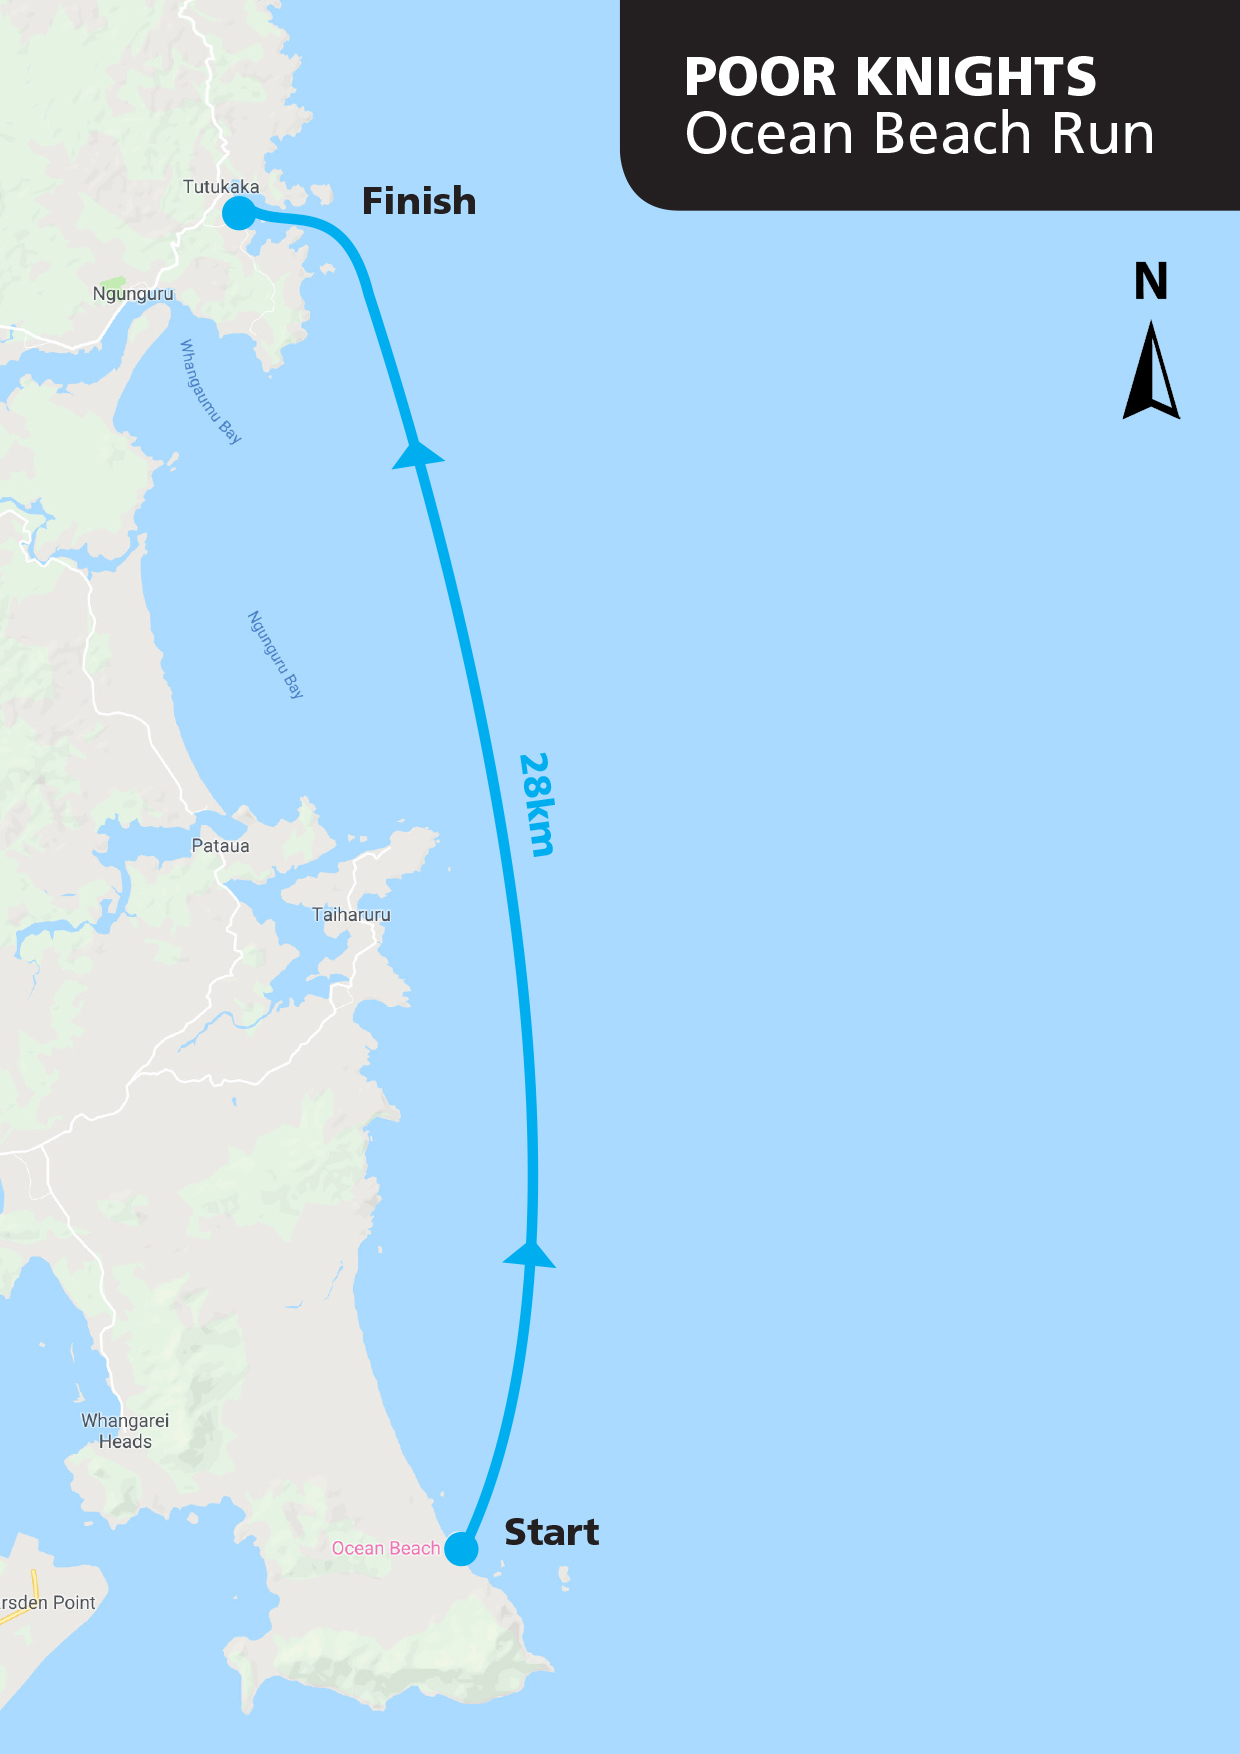 POOR KNIGHTS
Ocean Beach Run
Tutukaka
Finish
N
Ngunguru
Whangaumu Bay
Ngunguru Bay
28km
Pataua
Taiharuru
Whangarei
Heads
Start
Ocean Beach
rsden Point